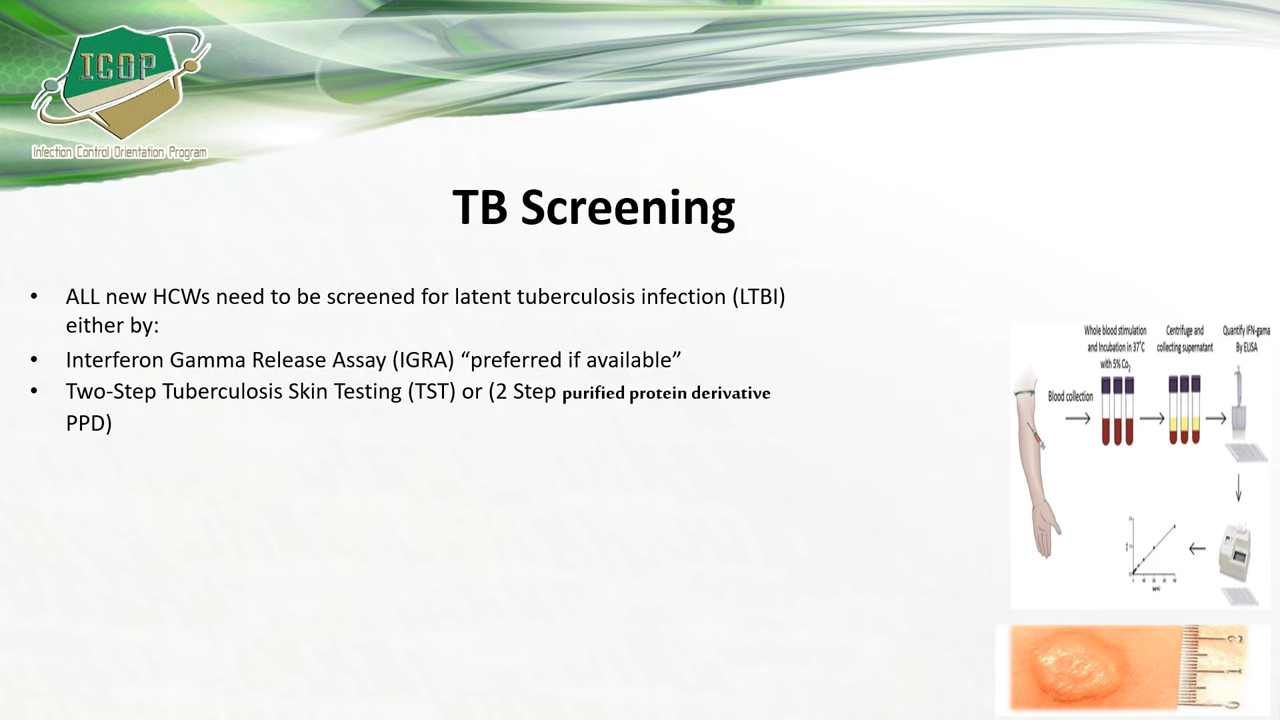 ICOP
Infection Control Orientation Program
TB Screening
• ALL new HCWs need to be screened for latent tuberculosis infection (LTBI)
either by:
• Interferon Gamma Release Assay (IGRA) “preferred if available”
• Two-Step Tuberculosis Skin Testing (TST) or (2 Step purified protein derivative
PPD)
Whole blood stimulation
and Incubation in 37°C
with 5% Co2
Centrifuge and
collecting supernatant
Quantify IFN-gama
By ELISA
Blood collection
2
1
0